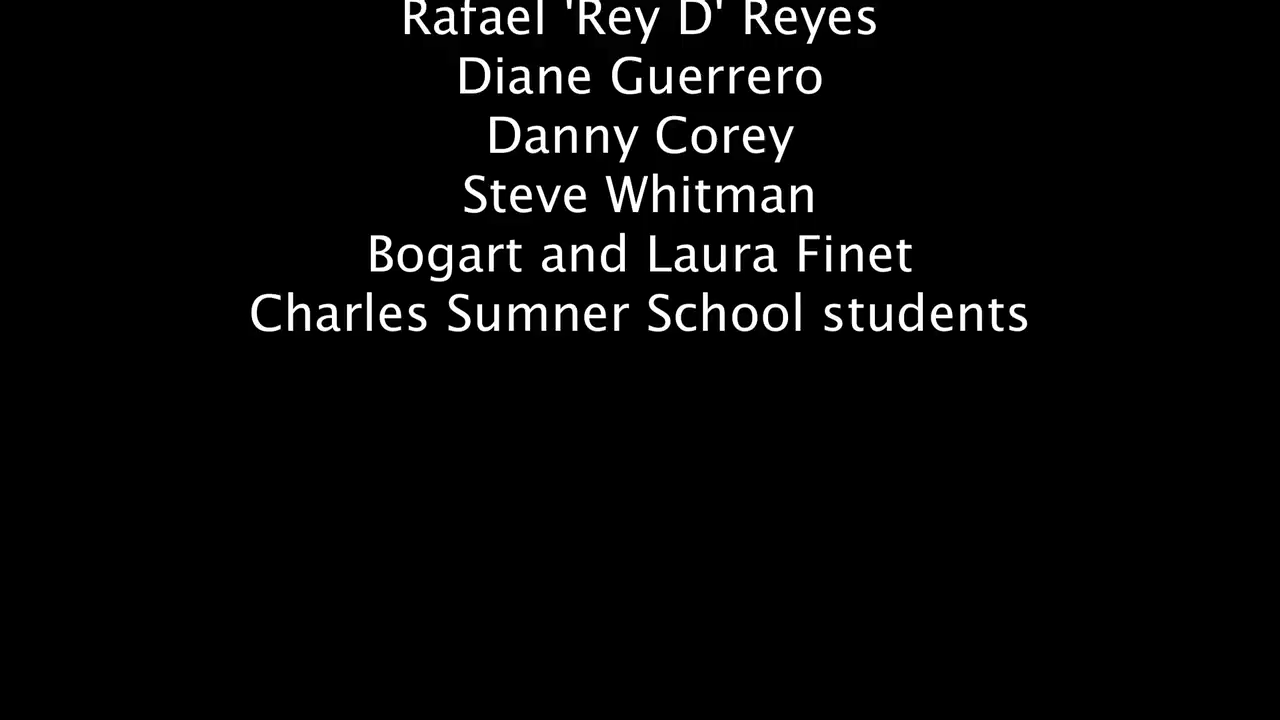 Rafael 'Rey D' Reyes
Diane Guerrero
Danny Corey
Steve Whitman
Bogart and Laura Finet
Charles Sumner School students